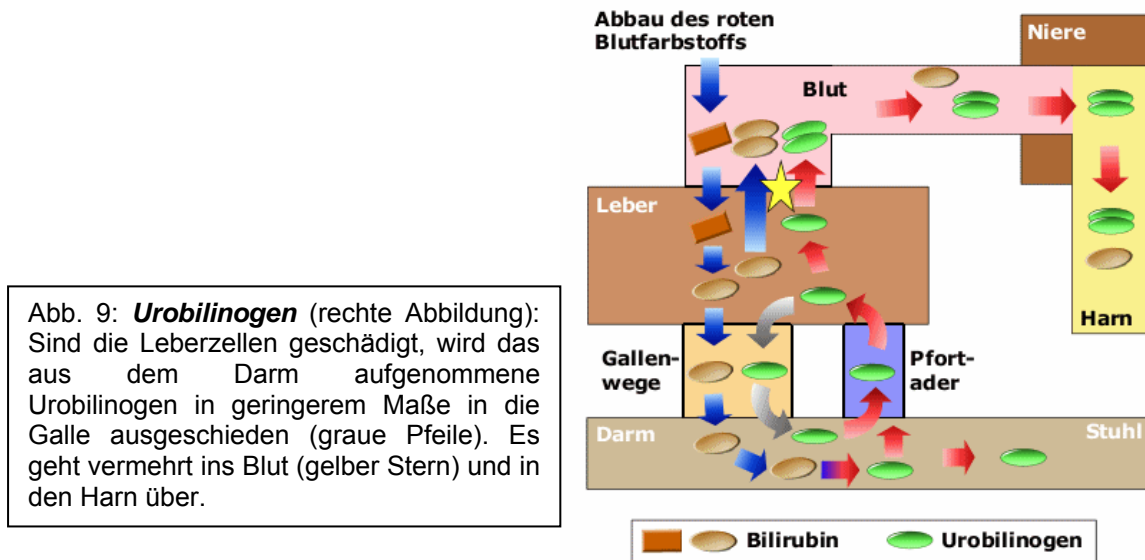 Abb. 9: Urobilinogen (rechte Abbildung):
Sind die Leberzellen geschädigt, wird das
aus dem Darm aufgenommene
Urobilinogen in geringerem Maße in die
Galle ausgeschieden (graue Pfeile). Es
geht vermehrt ins Blut (gelber Stern) und in
den Harn über.
Abbau des roten
Blutfarbstoffs
Niere
Blut
Leber
Harn
Gallen-
wege
Pfort-
ader
Darm
Stuhl
Bilirubin
Urobilinogen